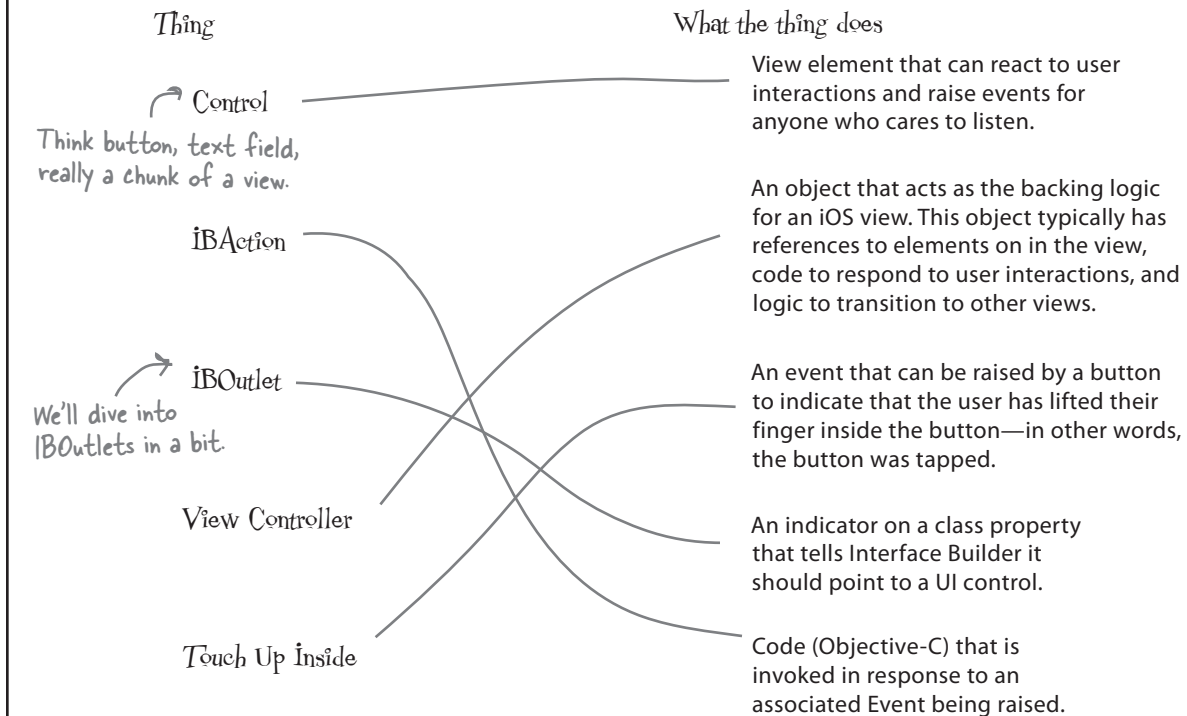 Thing
What the thing does
Control
Think button, text field,
really a chunk of a view.
IBAction
IBOutlet
We'll dive into
IBOutlets in a bit.
View Controller
Touch Up Inside
View element that can react to user
interactions and raise events for
anyone who cares to listen.
An object that acts as the backing logic
for an iOS view. This object typically has
references to elements on in the view,
code to respond to user interactions, and
logic to transition to other views.
An event that can be raised by a button
to indicate that the user has lifted their
finger inside the button—in other words,
the button was tapped.
An indicator on a class property
that tells Interface Builder it
should point to a UI control.
Code (Objective-C) that is
invoked in response to an
associated Event being raised.